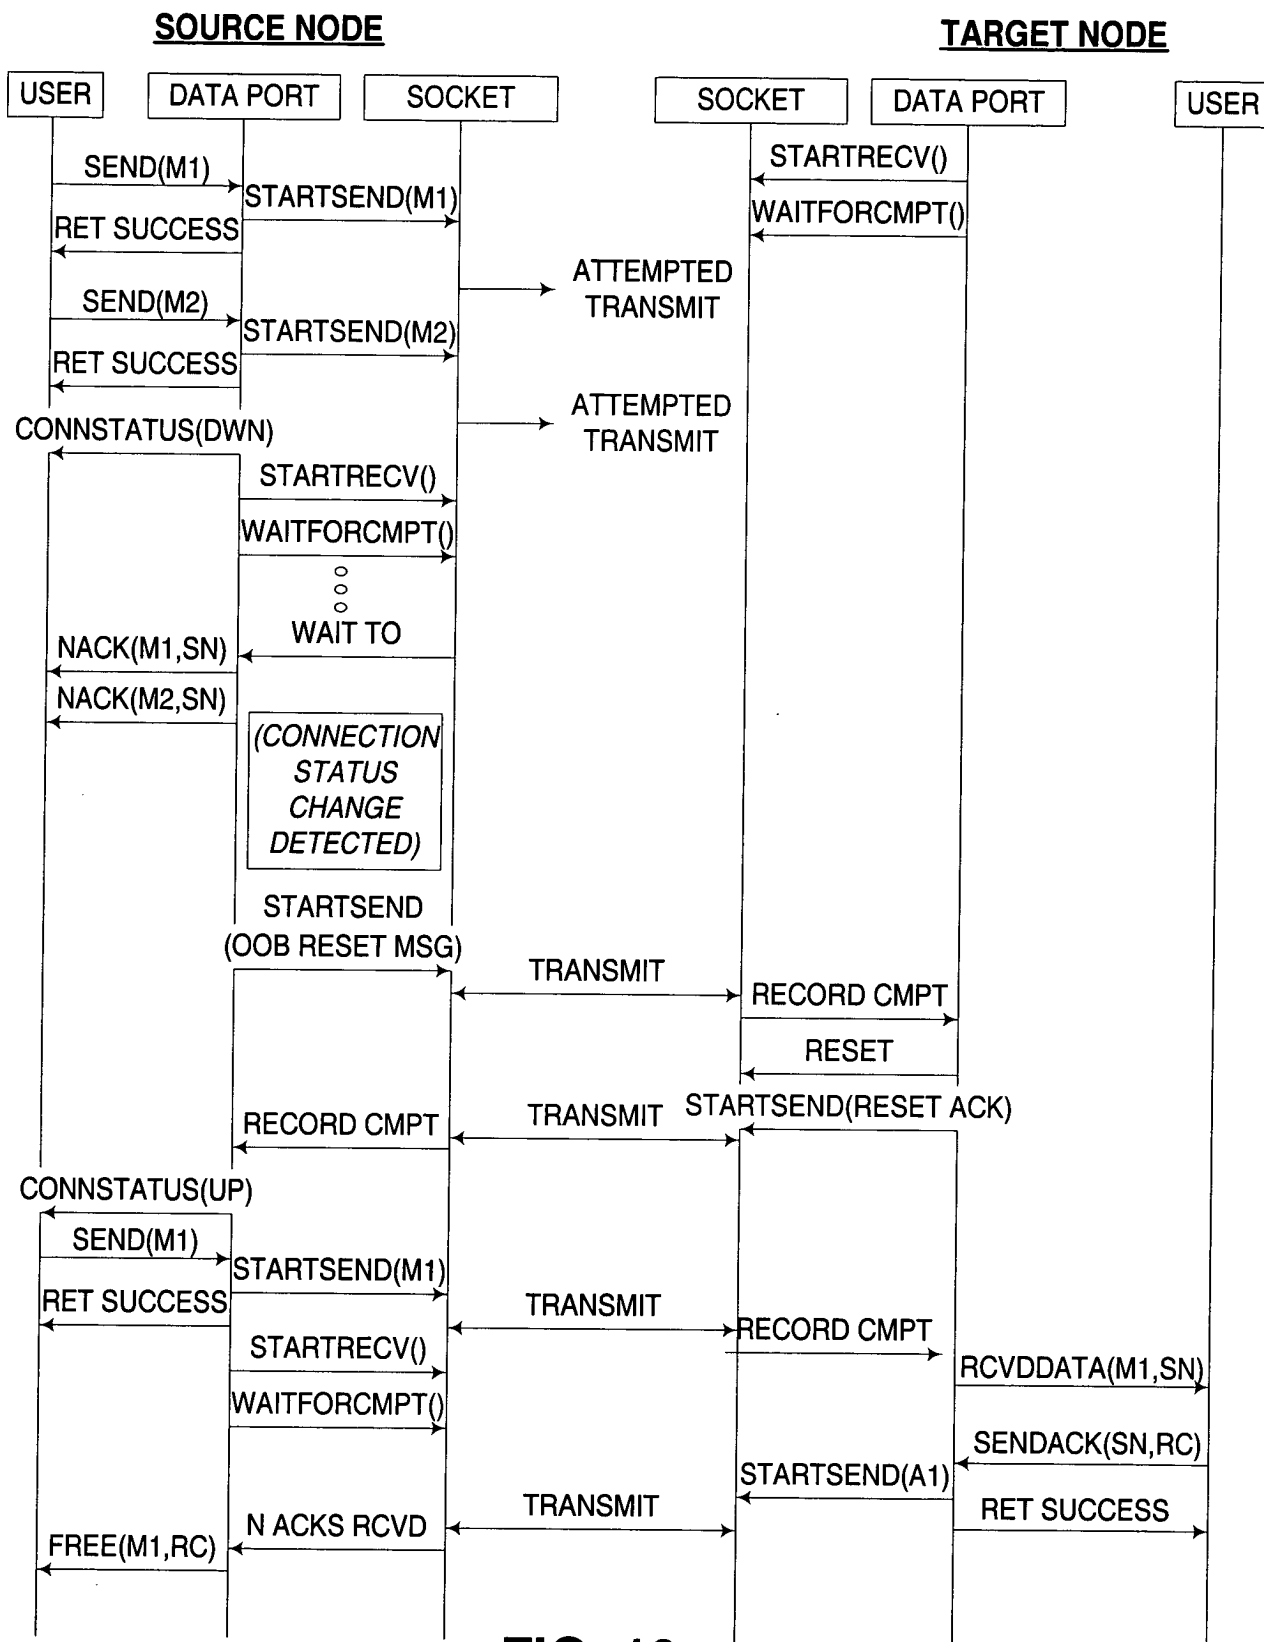 SOURCE NODE
TARGET NODE
USER
DATA PORT
SOCKET
SOCKET
DATA PORT
USER
SEND(M1)
STARTRECV()
STARTSEND(M1)
WAITFORCMPT()
RET SUCCESS
ATTEMPTED
TRANSMIT
SEND(M2)
STARTSEND(M2)
RET SUCCESS
ATTEMPTED
TRANSMIT
CONNSTATUS(DWN)
STARTRECV()
WAITFORCMPT()
WAIT TO
NACK(M1,SN)
NACK(M2,SN)
(CONNECTION
STATUS
CHANGE
DETECTED)
STARTSEND
(OOB RESET MSG)
TRANSMIT
RECORD CMPT
RESET
STARTSEND(RESET ACK)
TRANSMIT
RECORD CMPT
CONNSTATUS(UP)
SEND(M1)
STARTSEND(M1)
RET SUCCESS
TRANSMIT
RECORD CMPT
STARTRECV()
RCVDDATA(M1,SN)
WAITFORCMPT()
SENDACK(SN,RC)
STARTSEND(A1)
TRANSMIT
RET SUCCESS
N ACKS RCVD
FREE(M1,RC)